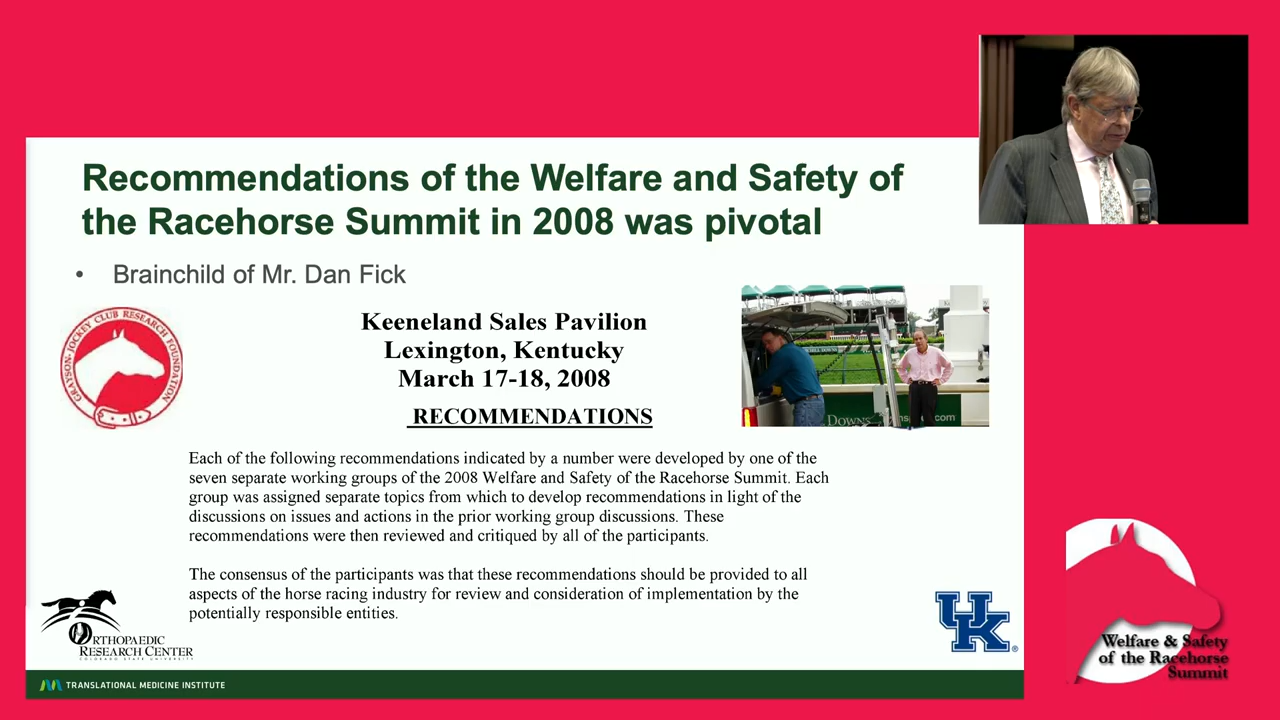 Recommendations of the Welfare and Safety of
the Racehorse Summit in 2008 was pivotal
• Brainchild of Mr. Dan Fick
GRAYSON-JOCKEY CLUB RESEARCH FOUNDATION
Keeneland Sales Pavilion
Lexington, Kentucky
March 17-18, 2008
RECOMMENDATIONS
DOWNS
.com
Each of the following recommendations indicated by a number were developed by one of the
seven separate working groups of the 2008 Welfare and Safety of the Racehorse Summit. Each
group was assigned separate topics from which to develop recommendations in light of the
discussions on issues and actions in the prior working group discussions. These
recommendations were then reviewed and critiqued by all of the participants.
The consensus of the participants was that these recommendations should be provided to all
aspects of the horse racing industry for review and consideration of implementation by the
potentially responsible entities.
ORTHOPAEDIC
RESEARCH CENTER
COLORADO STATE UNIVERSITY
UK
TRANSLATIONAL MEDICINE INSTITUTE
Welfare & Safety
of the Racehorse
Summit